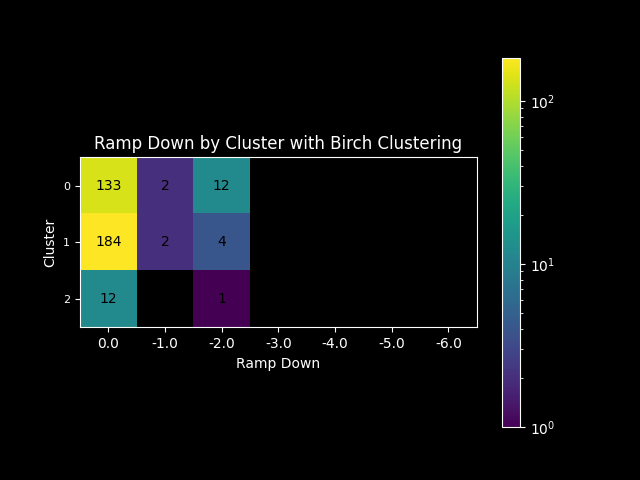 Ramp Down by Cluster with Birch Clustering
10²
0 133 2 12
Cluster
1 184 2 4
10¹
2 12 1
0.0 -1.0 -2.0 -3.0 -4.0 -5.0 -6.0
Ramp Down
10⁰